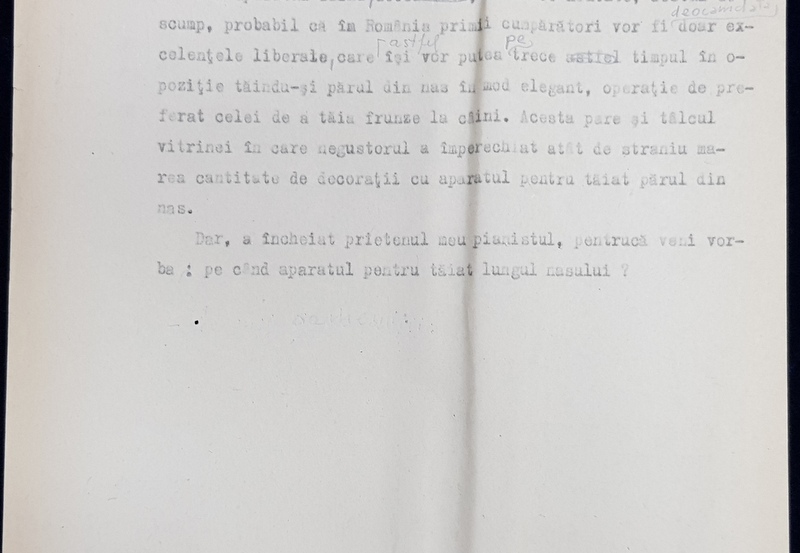 deocamdată,
scump, probabil că în România primii cumpărători vor fi doar ex-
astfel pe
celențele liberale, care își vor putea trece astfel timpul în o-
poziție tăindu-și părul din nas în mod elegant, operație de pre-
ferat celei de a tăia frunze la câini. Acesta pare și tâlcul
vitrinei în care negustorul a împerechiat atât de straniu ma-
rea cantitate de decorații cu aparatul pentru tăiat părul din
nas.
Dar, a încheiat prietenul meu pianistul, pentrucă veni vor-
ba : pe când aparatul pentru tăiat lungul nasului ?